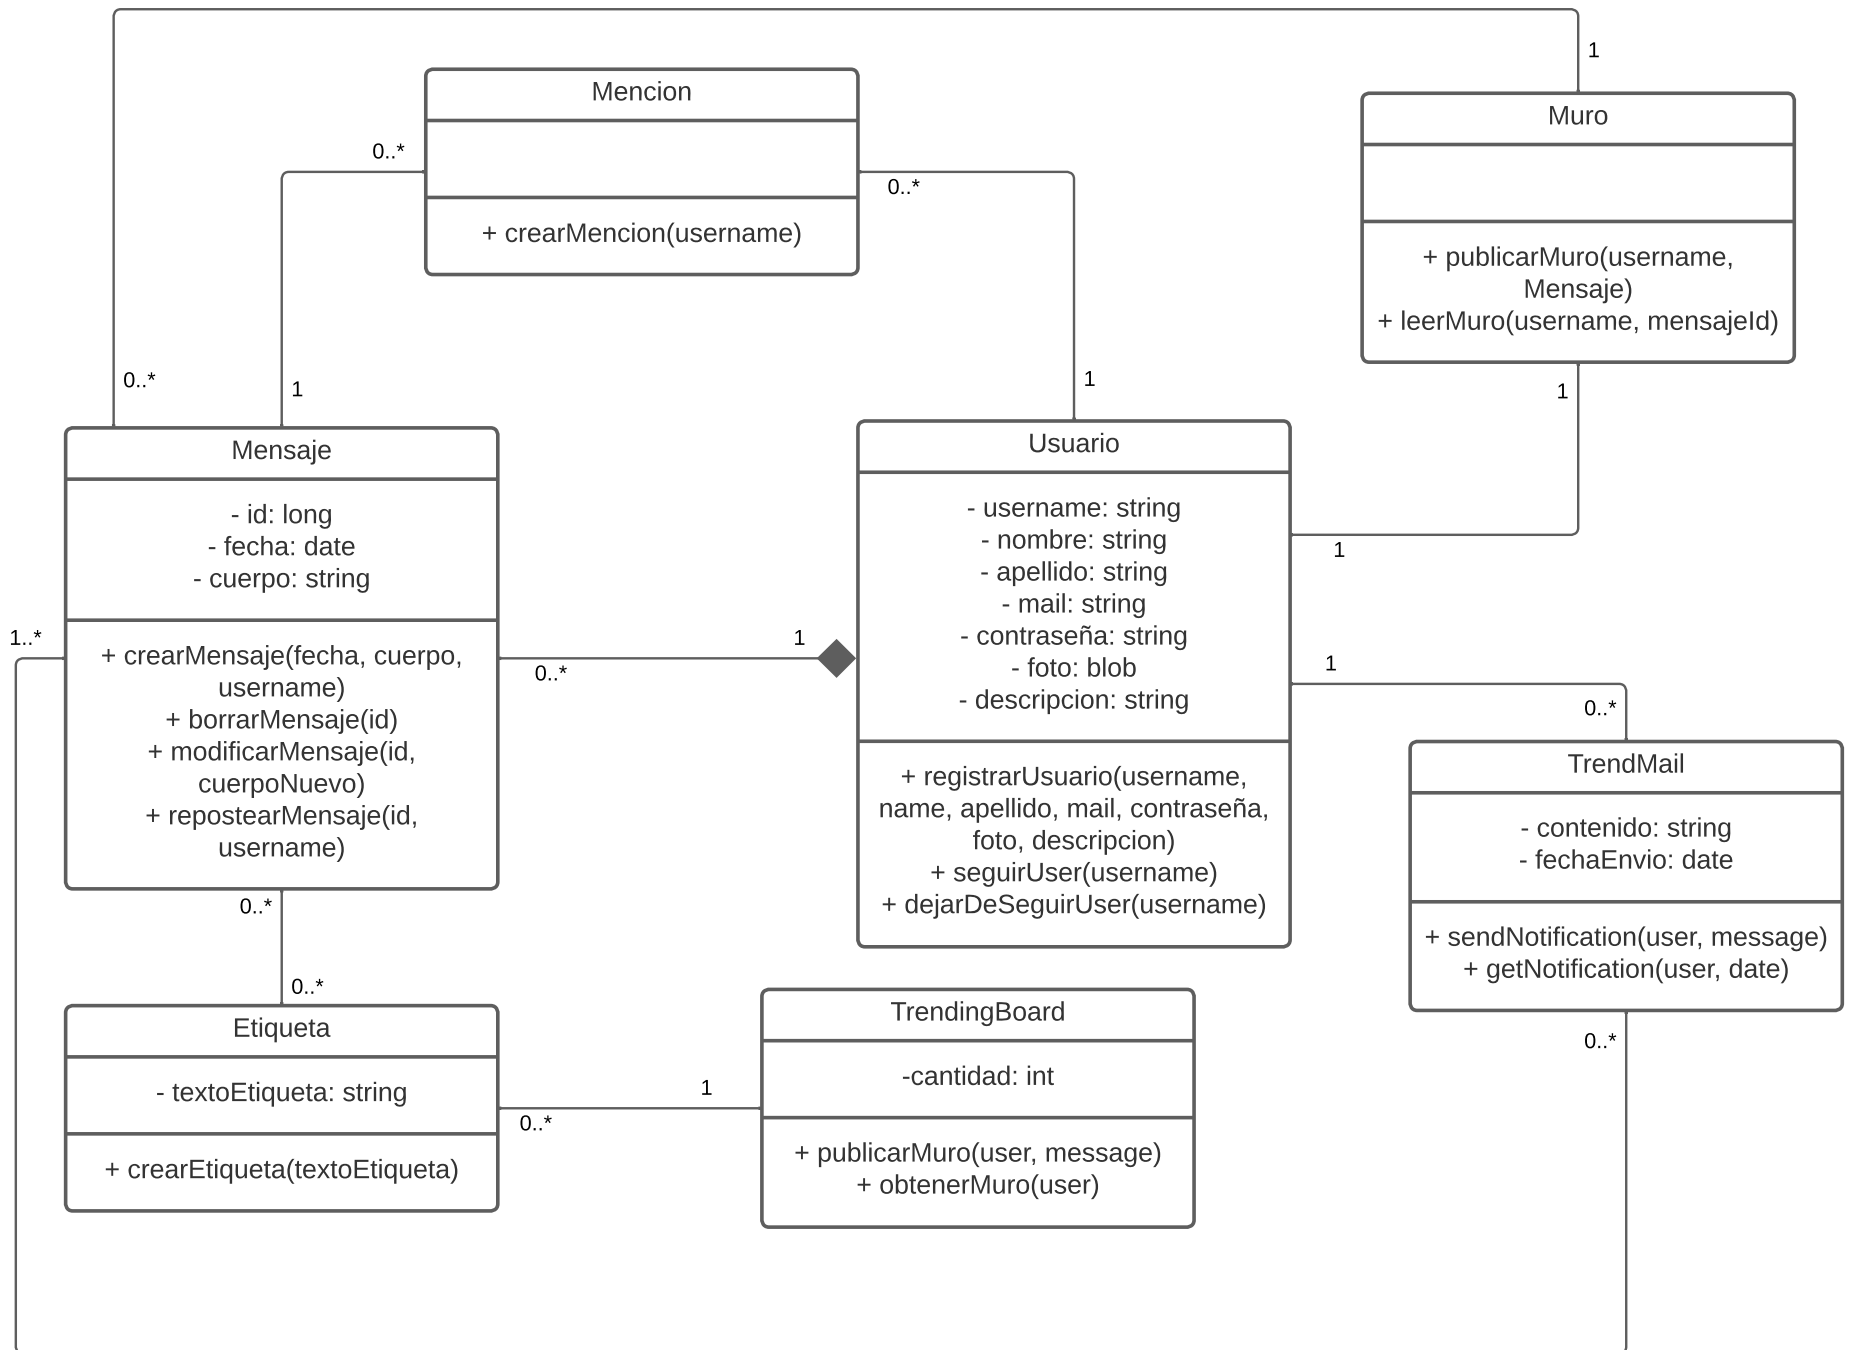 1
Mencion
0..*
0..*
+ crearMencion(username)
Muro
+ publicarMuro(username,
Mensaje)
+ leerMuro(username, mensajeId)
0..*
1
1
1
Mensaje
- id: long
- fecha: date
- cuerpo: string
+ crearMensaje(fecha, cuerpo,
username)
+ borrarMensaje(id)
+ modificarMensaje(id,
cuerpoNuevo)
+ repostearMensaje(id,
username)
1..*
0..*
1
Usuario
- username: string
- nombre: string
- apellido: string
- mail: string
- contraseña: string
- foto: blob
- descripcion: string
+ registrarUsuario(username,
name, apellido, mail, contraseña,
foto, descripcion)
+ seguirUser(username)
+ dejarDeSeguirUser(username)
1
1
0..*
TrendMail
- contenido: string
- fechaEnvio: date
+ sendNotification(user, message)
+ getNotification(user, date)
0..*
0..*
0..*
Etiqueta
- textoEtiqueta: string
+ crearEtiqueta(textoEtiqueta)
0..*
1
TrendingBoard
-cantidad: int
+ publicarMuro(user, message)
+ obtenerMuro(user)